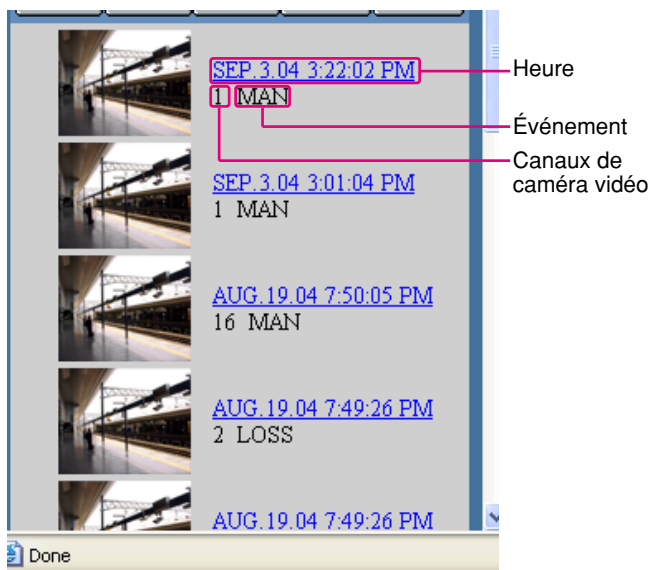 SEP.3.04 3:22:02 PM
1 MAN
Heure
Événement
Canaux de
caméra vidéo
SEP.3.04 3:01:04 PM
1 MAN
AUG.19.04 7:50:05 PM
16 MAN
AUG.19.04 7:49:26 PM
2 LOSS
AUG.19.04 7:49:26 PM
Done